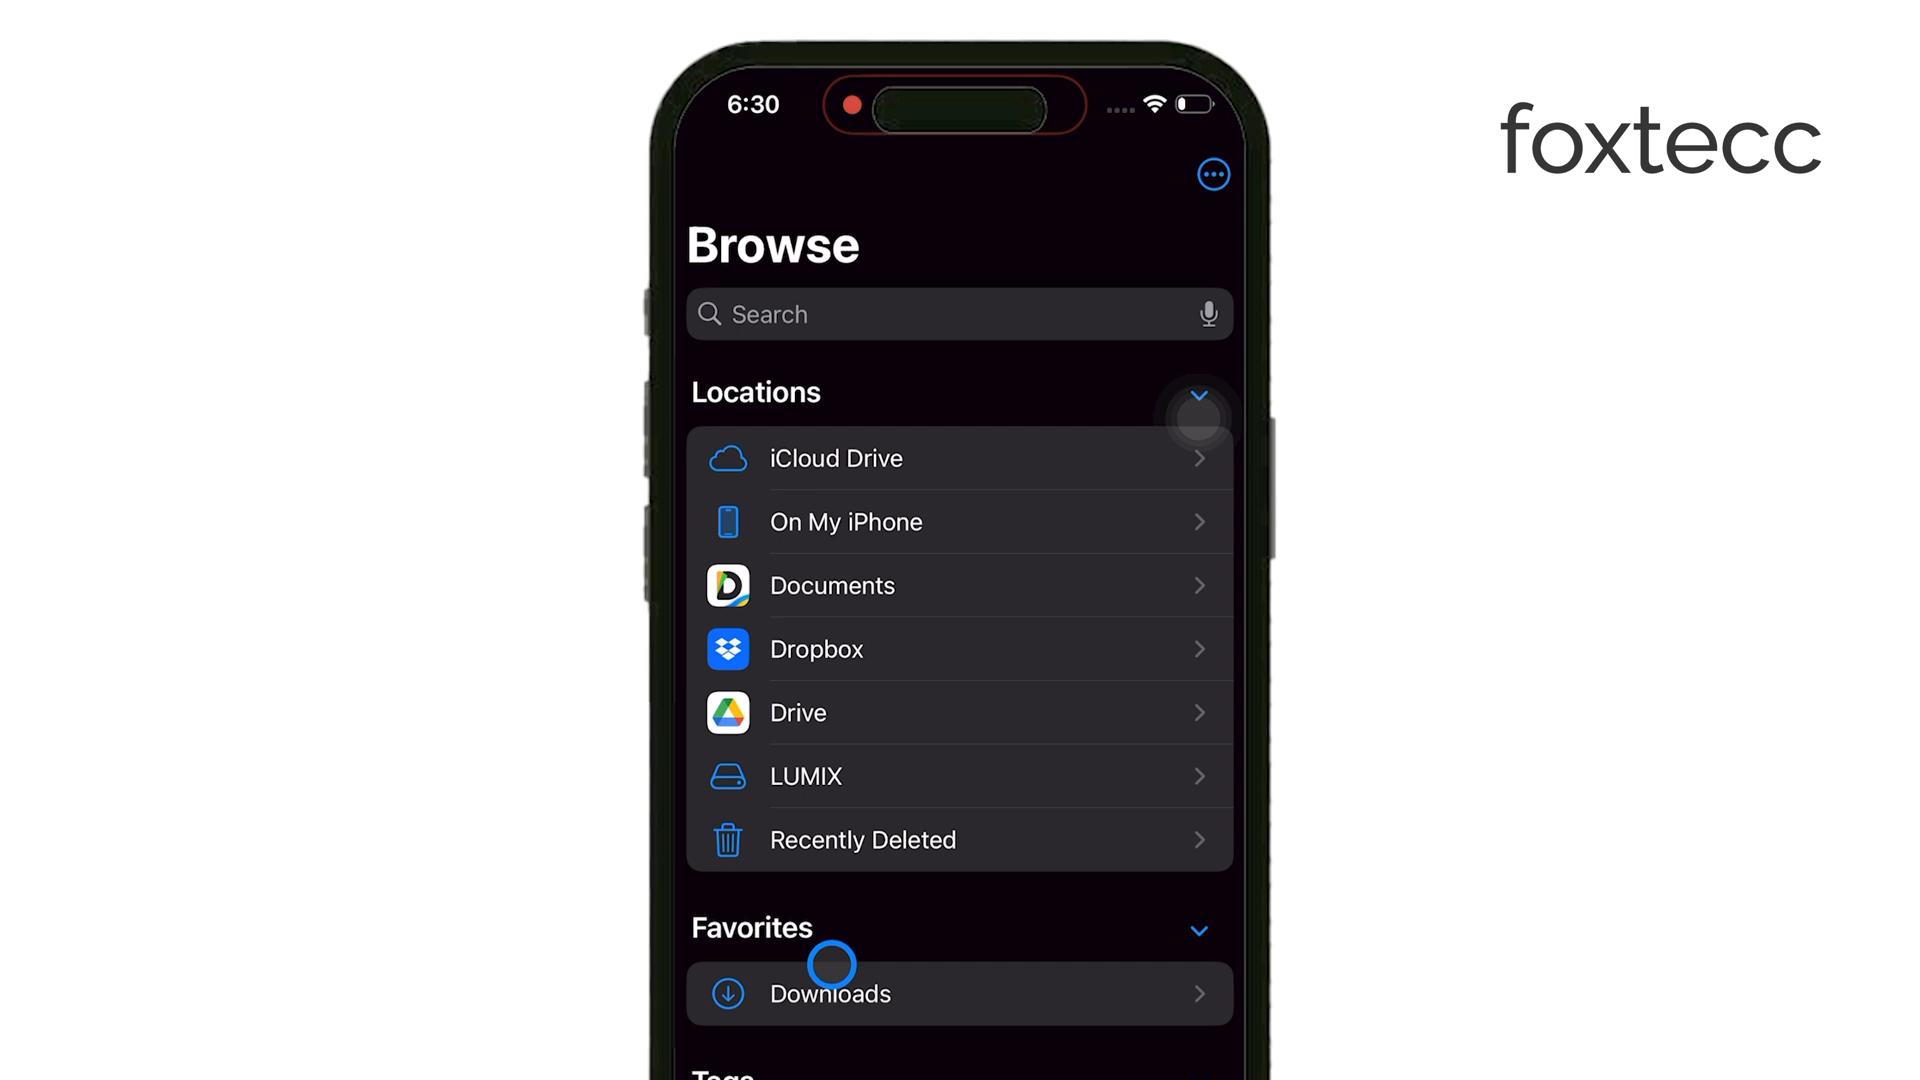 6:30
foxtecc
Browse
Search
Locations
iCloud Drive
On My iPhone
Documents
Dropbox
Drive
LUMIX
Recently Deleted
Favorites
Downloads
Tags